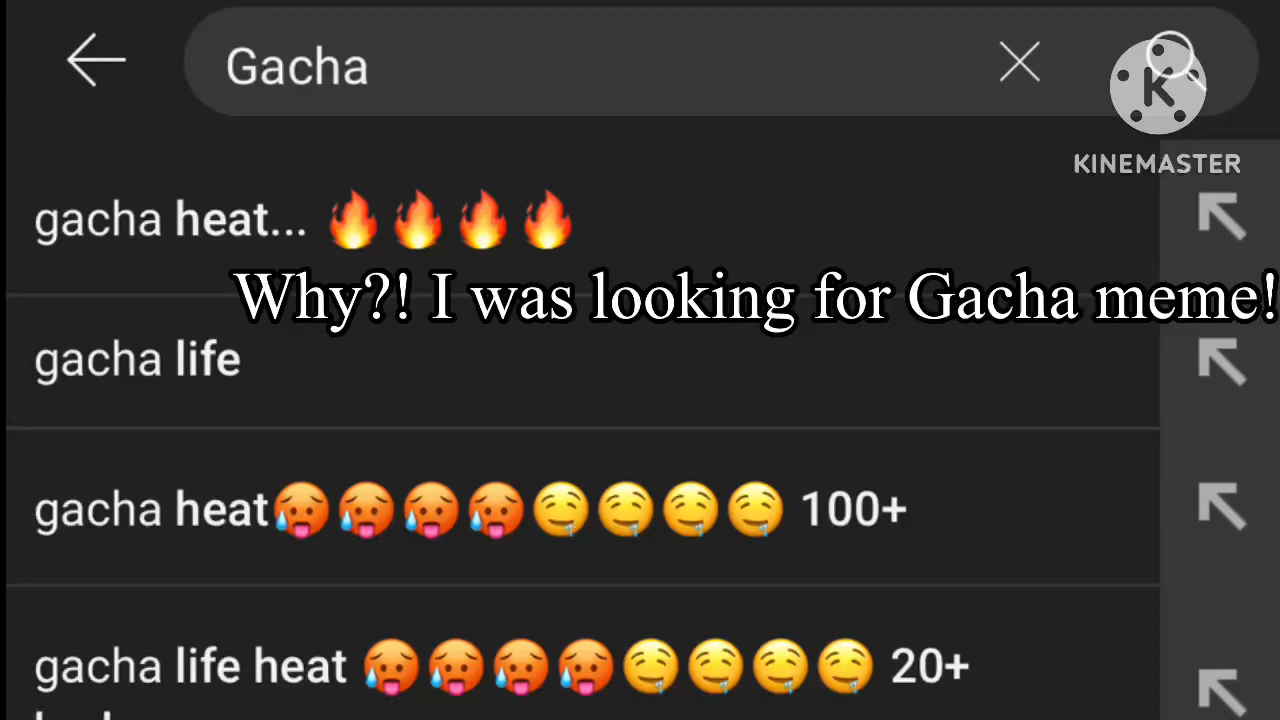 Gacha
K
KINEMASTER
gacha heat... 🔥🔥🔥🔥
Why?! I was looking for Gacha meme!
gacha life
gacha heat🥵🥵🥵🥵🤤🤤🤤🤤 100+
gacha life heat 🥵🥵🥵🥵🤤🤤🤤🤤 20+